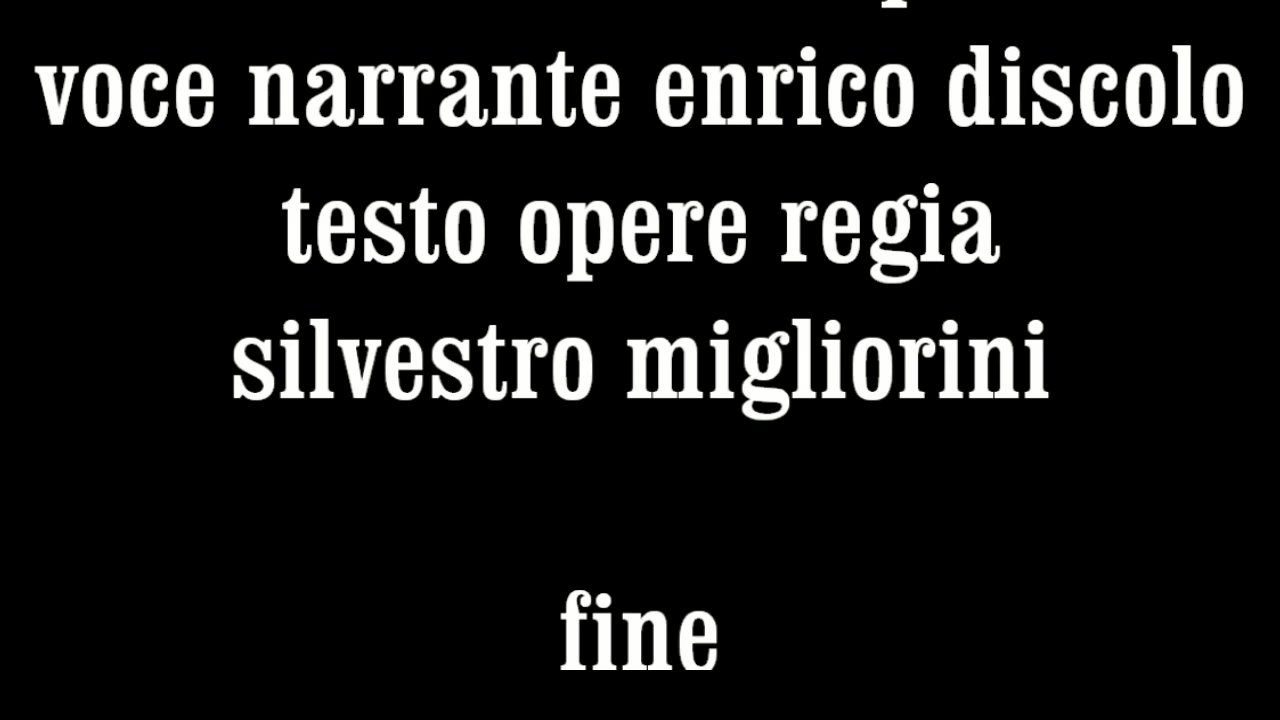 voce narrante enrico discolo
testo opere regia
silvestro migliorini
fine